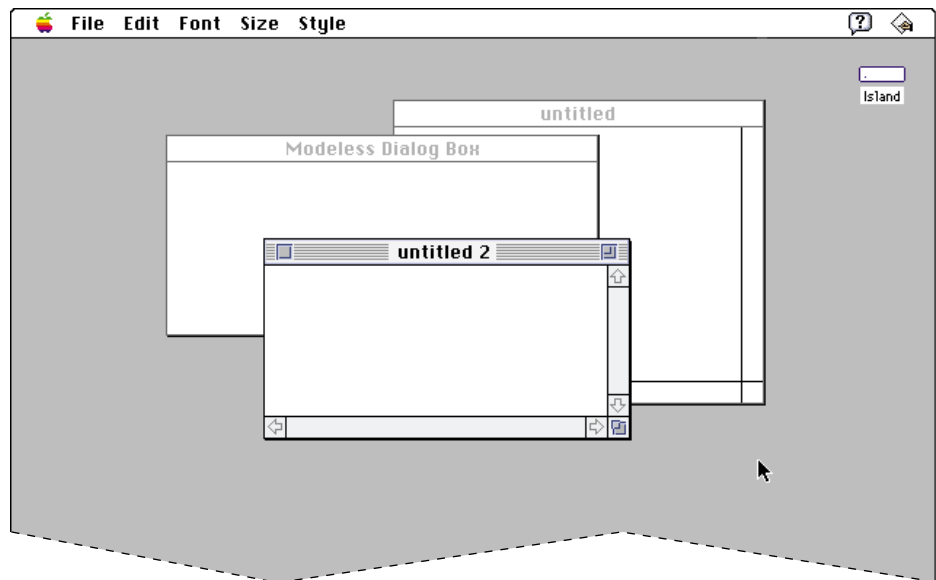 File Edit Font Size Style
Island
untitled
Modeless Dialog Box
untitled 2